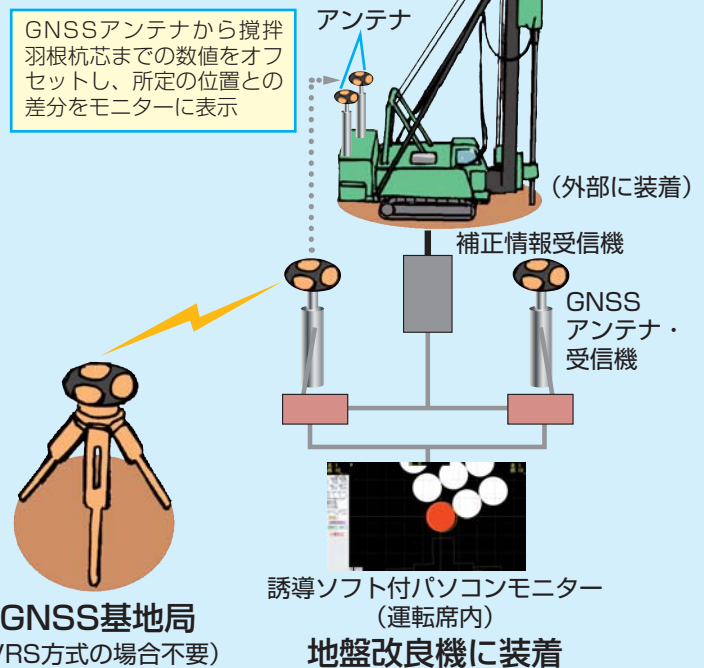 GNSSアンテナから撹拌
羽根杭芯までの数値をオフ
セットし、所定の位置との
差分をモニターに表示
アンテナ
（外部に装着）
補正情報受信機
GNSS
アンテナ・
受信機
誘導ソフト付パソコンモニター
（運転席内）
地盤改良機に装着
GNSS基地局
VRS方式の場合不要）